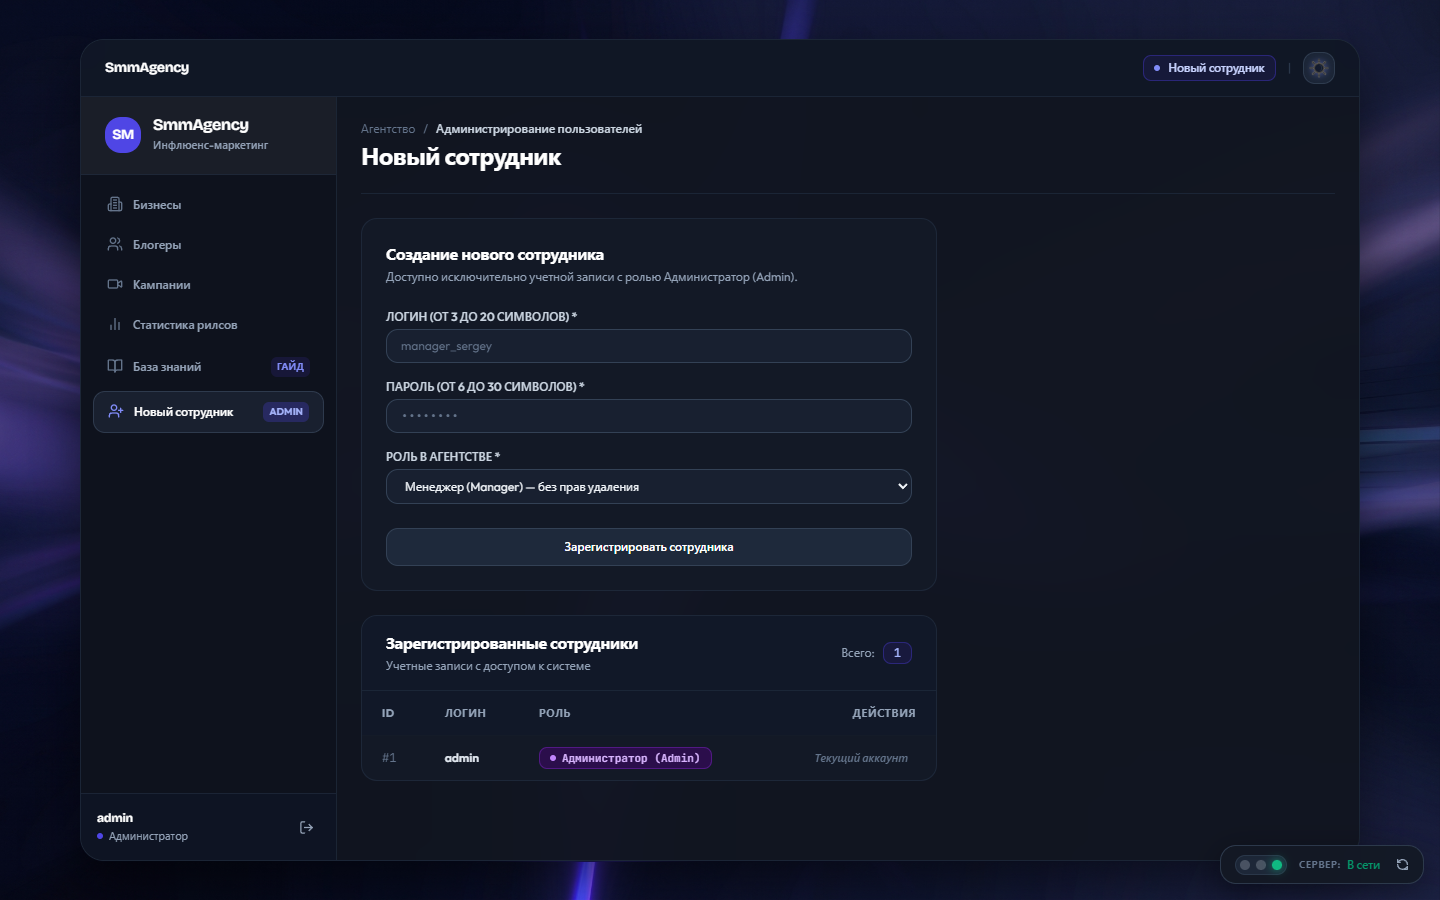 SmmAgency
Новый сотрудник
SM
SmmAgency
Инфлюенс-маркетинг
Бизнесы
Блогеры
Кампании
Статистика рилсов
База знаний ГАЙД
Новый сотрудник ADMIN
admin
Администратор
Агентство / Администрирование пользователей
Новый сотрудник
Создание нового сотрудника
Доступно исключительно учетной записи с ролью Администратор (Admin).
ЛОГИН (ОТ 3 ДО 20 СИМВОЛОВ) *
manager_sergey
ПАРОЛЬ (ОТ 6 ДО 30 СИМВОЛОВ) *
••••••••
РОЛЬ В АГЕНТСТВЕ *
Менеджер (Manager) — без прав удаления
Зарегистрировать сотрудника
Зарегистрированные сотрудники
Учетные записи с доступом к системе
Всего: 1
ID ЛОГИН РОЛЬ ДЕЙСТВИЯ
#1 admin Администратор (Admin) Текущий аккаунт
СЕРВЕР: В сети